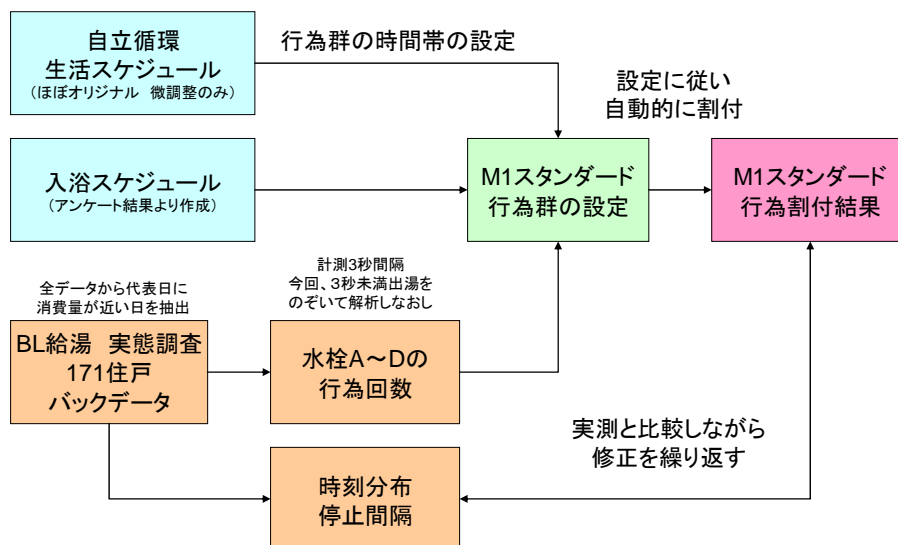 自立循環
生活スケジュール
（ほぼオリジナル　微調整のみ）
行為群の時間帯の設定
設定に従い
自動的に割付
入浴スケジュール
（アンケート結果より作成）
M1スタンダード
行為群の設定
M1スタンダード
行為割付結果
全データから代表日に
消費量が近い日を抽出
計測3秒間隔
今回、３秒未満出湯を
のぞいて解析しなおし
BL給湯　実態調査
171住戸
バックデータ
水栓A～Dの
行為回数
実測と比較しながら
修正を繰り返す
時刻分布
停止間隔